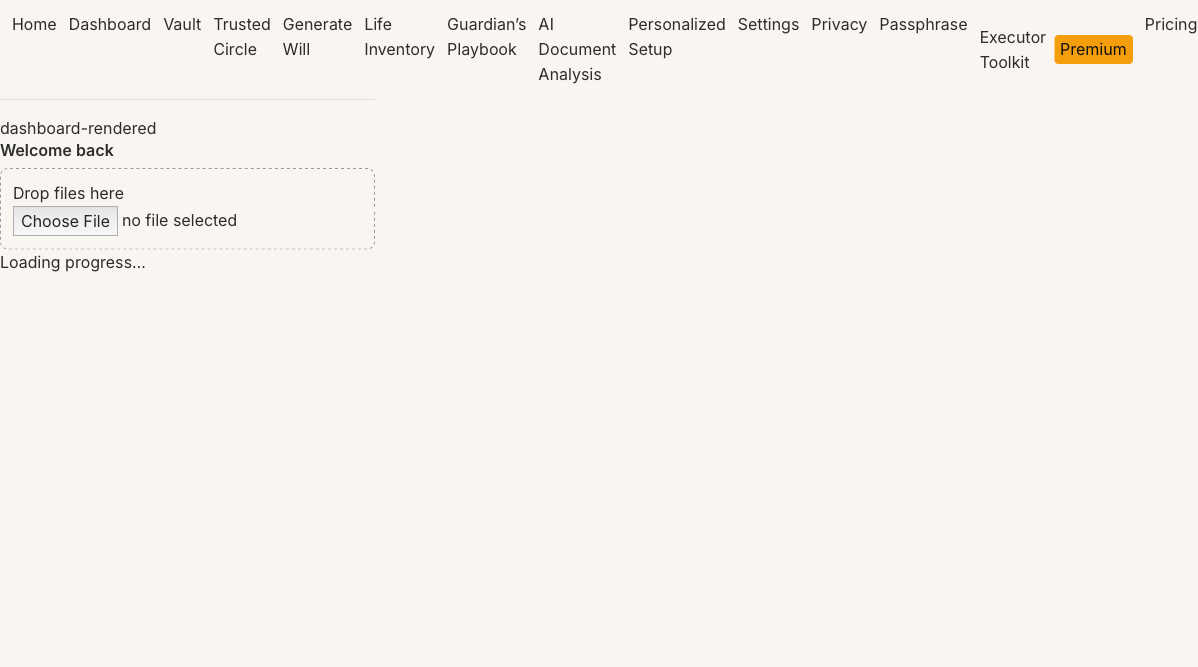 Home
Dashboard
Vault
Trusted
Circle
Generate
Will
Life
Inventory
Guardian’s
Playbook
AI
Document
Analysis
Personalized
Setup
Settings
Privacy
Passphrase
Executor
Toolkit
Premium
Pricing
dashboard-rendered
Welcome back
Drop files here
Choose File no file selected
Loading progress...